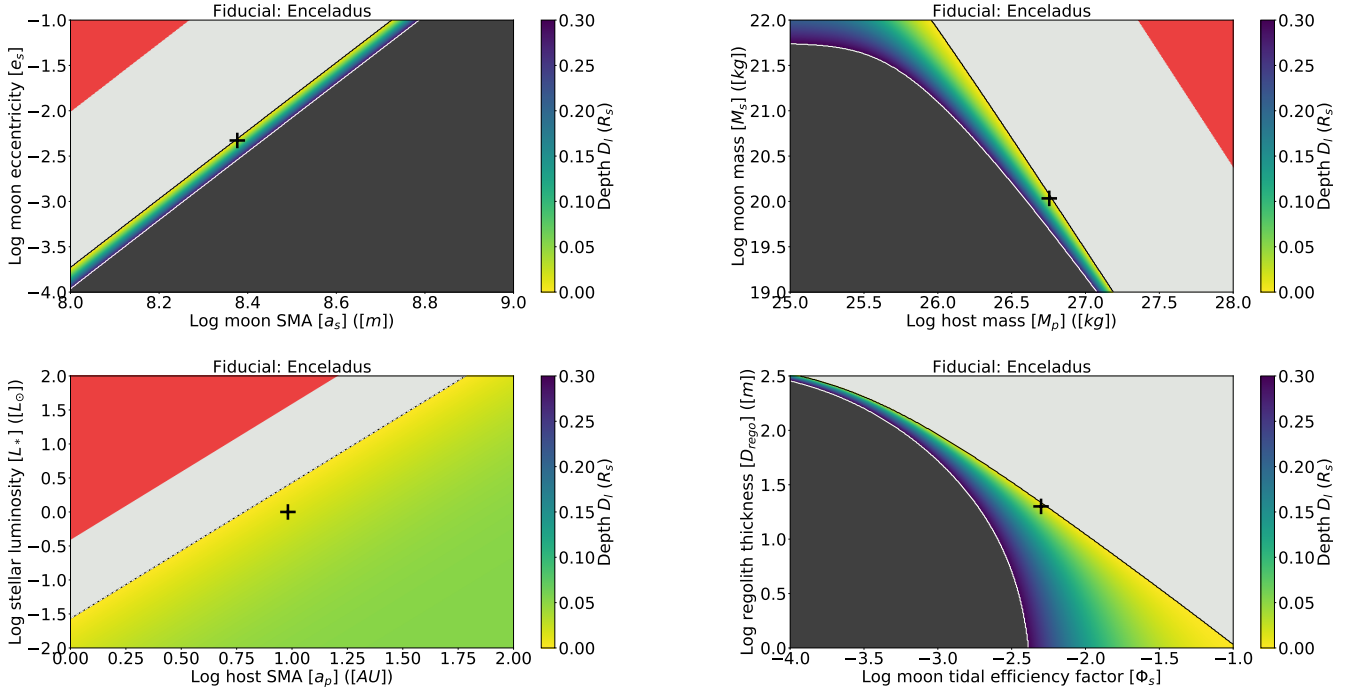 Fiducial: Enceladus
Log moon eccentricity [e_s]
−1.0
−1.5
−2.0
−2.5
−3.0
−3.5
−4.0
8.0 8.2 8.4 8.6 8.8 9.0
Log moon SMA [a_s] ([m])
0.30
0.25
0.20
0.15
0.10
0.05
0.00
Depth D_l (R_s)
Fiducial: Enceladus
Log moon mass [M_s] ([kg])
22.0
21.5
21.0
20.5
20.0
19.5
19.0
25.0 25.5 26.0 26.5 27.0 27.5 28.0
Log host mass [M_p] ([kg])
0.30
0.25
0.20
0.15
0.10
0.05
0.00
Depth D_l (R_s)
Fiducial: Enceladus
Log stellar luminosity [L_*] ([L_⊙])
2.0
1.5
1.0
0.5
0.0
−0.5
−1.0
−1.5
−2.0
0.00 0.25 0.50 0.75 1.00 1.25 1.50 1.75 2.00
Log host SMA [a_p] ([AU])
0.30
0.25
0.20
0.15
0.10
0.05
0.00
Depth D_l (R_s)
Fiducial: Enceladus
Log regolith thickness [D_rego] ([m])
2.5
2.0
1.5
1.0
0.5
0.0
−4.0 −3.5 −3.0 −2.5 −2.0 −1.5 −1.0
Log moon tidal efficiency factor [Φ_s]
0.30
0.25
0.20
0.15
0.10
0.05
0.00
Depth D_l (R_s)